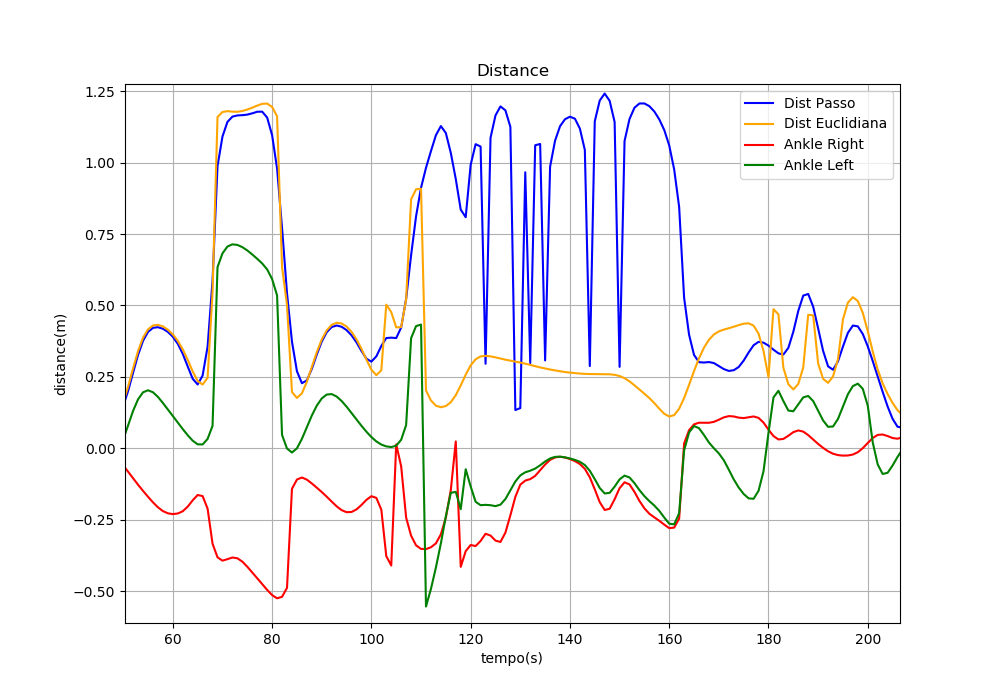 Distance
1.25
1.00
0.75
0.50
0.25
0.00
−0.25
−0.50
distance(m)
60 80 100 120 140 160 180 200
tempo(s)
Dist Passo
Dist Euclidiana
Ankle Right
Ankle Left